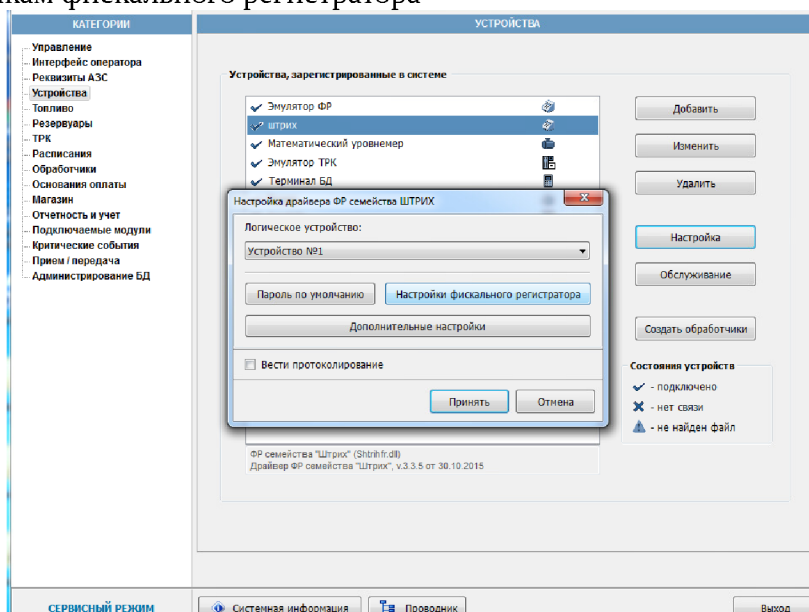 кам фискального регистратора
КАТЕГОРИИ
УСТРОЙСТВА
Управление
Интерфейс оператора
Реквизиты АЗС
Устройства
Топливо
Резервуары
ТРК
Расписания
Обработчики
Основания оплаты
Магазин
Отчетность и учет
Подключаемые модули
Критические события
Прием / передача
Администрирование БД
Устройства, зарегистрированные в системе
Эмулятор ФР
штрих
Математический уровнемер
Эмулятор ТРК
Терминал БД
Добавить
Изменить
Удалить
Настройка
Обслуживание
Создать обработчики
Настройка драйвера ФР семейства ШТРИХ
Логическое устройство:
Устройство №1
Пароль по умолчанию
Настройки фискального регистратора
Дополнительные настройки
Вести протоколирование
Принять
Отмена
Состояния устройств
- подключено
- нет связи
- не найден файл
ФР семейства "Штрих" (Shtrihfr.dll)
Драйвер ФР семейства "Штрих", v.3.3.5 от 30.10.2015
СЕРВИСНЫЙ РЕЖИМ
Системная информация
Проводник
Выход